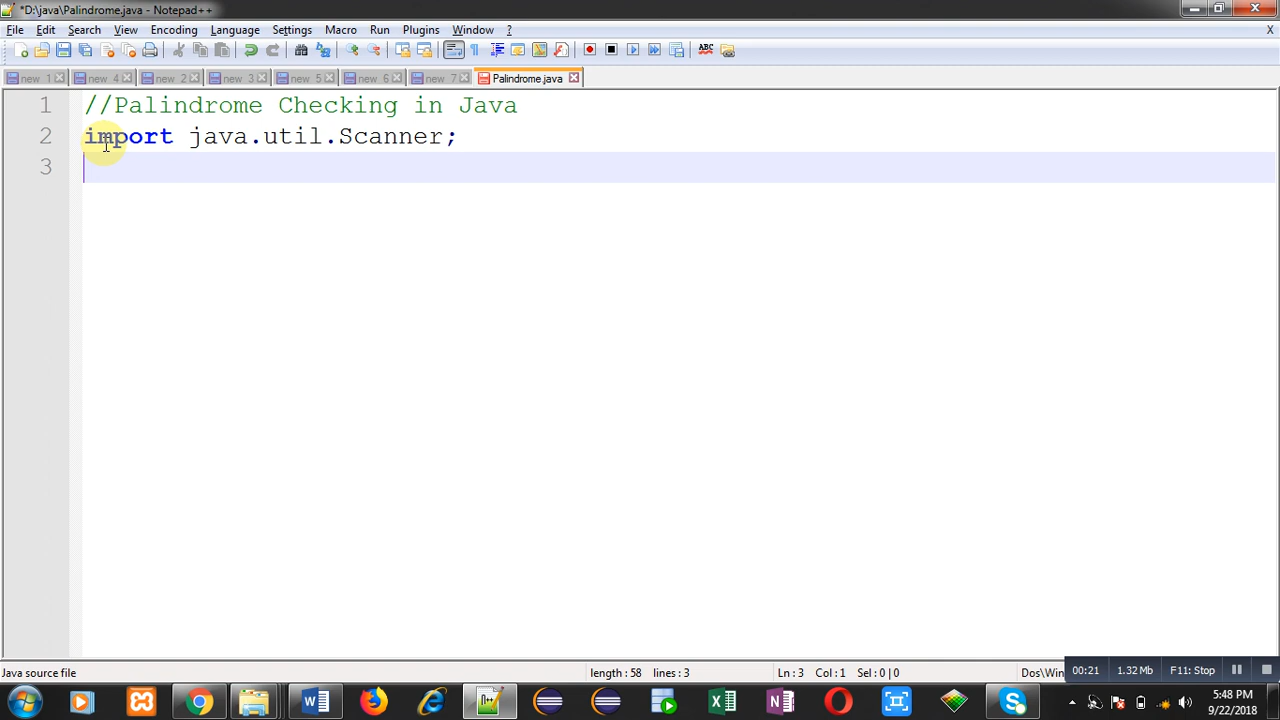 *D:\java\Palindrome.java - Notepad++
File Edit Search View Encoding Language Settings Macro Run Plugins Window ? X
new 1 new 4 new 2 new 3 new 5 new 6 new 7 Palindrome.java
1 //Palindrome Checking in Java
2 import java.util.Scanner;
3
Java source file length : 58 lines : 3 Ln : 3 Col : 1 Sel : 0 | 0 Dos\Win 00:21 1.32 Mb F11: Stop
5:48 PM
9/22/2018